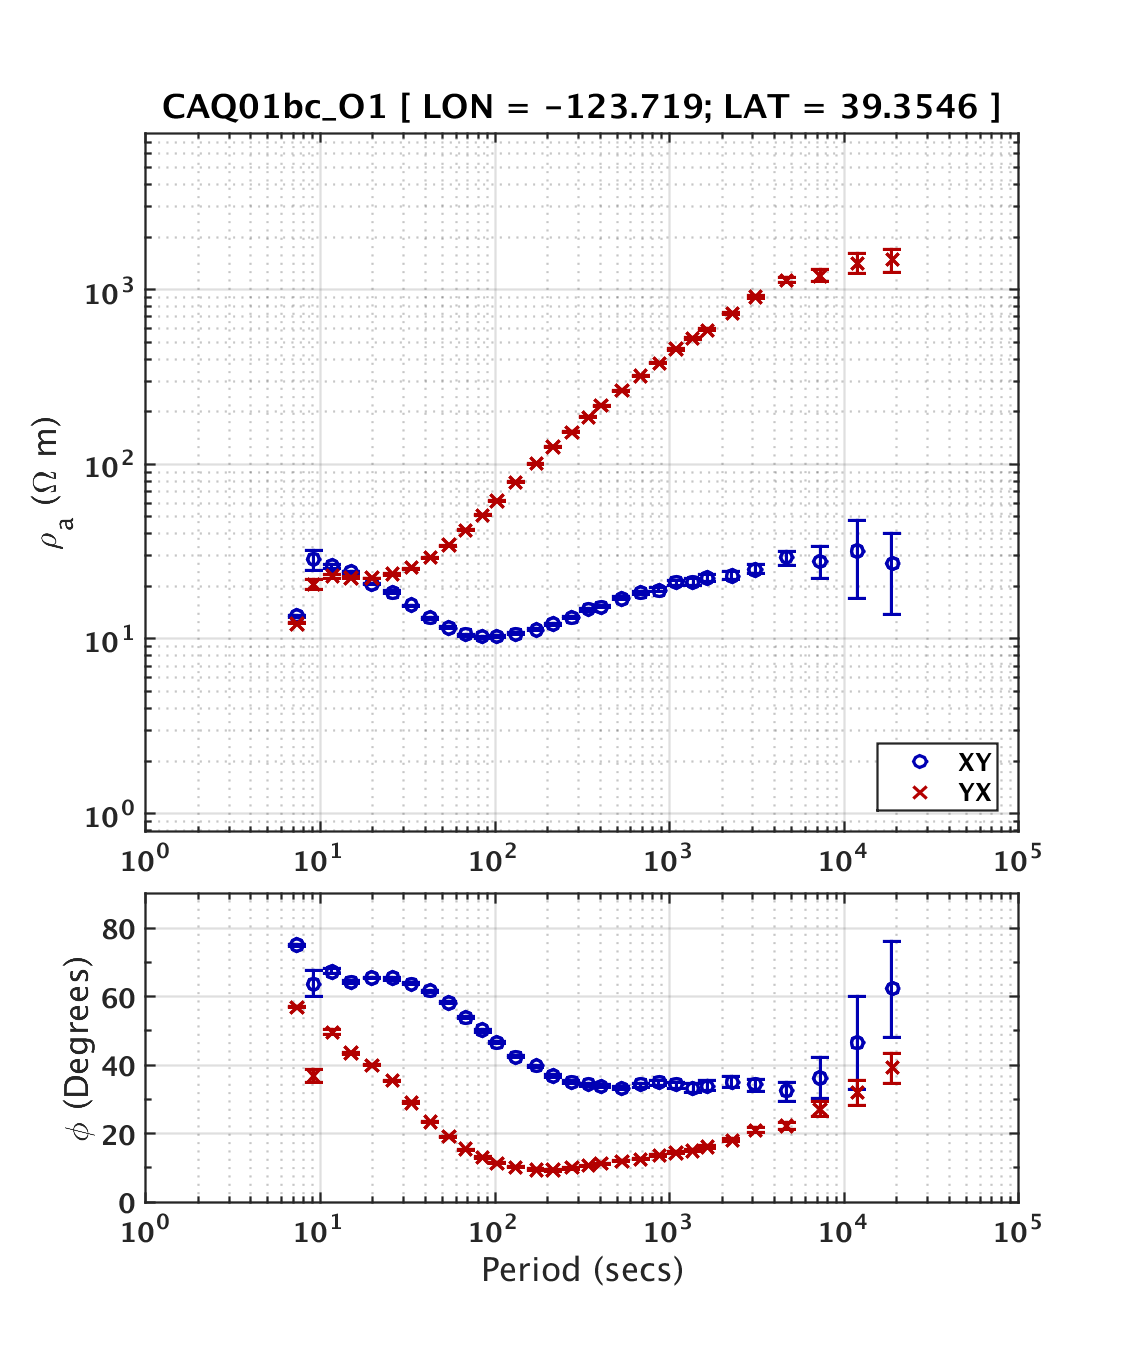 CAQ01bc_O1 [ LON = -123.719; LAT = 39.3546 ]
10³
10²
10¹
10⁰
ρa (Ω m)
XY
YX
10⁰ 10¹ 10² 10³ 10⁴ 10⁵
80
60
40
20
0
ϕ (Degrees)
10⁰ 10¹ 10² 10³ 10⁴ 10⁵
Period (secs)